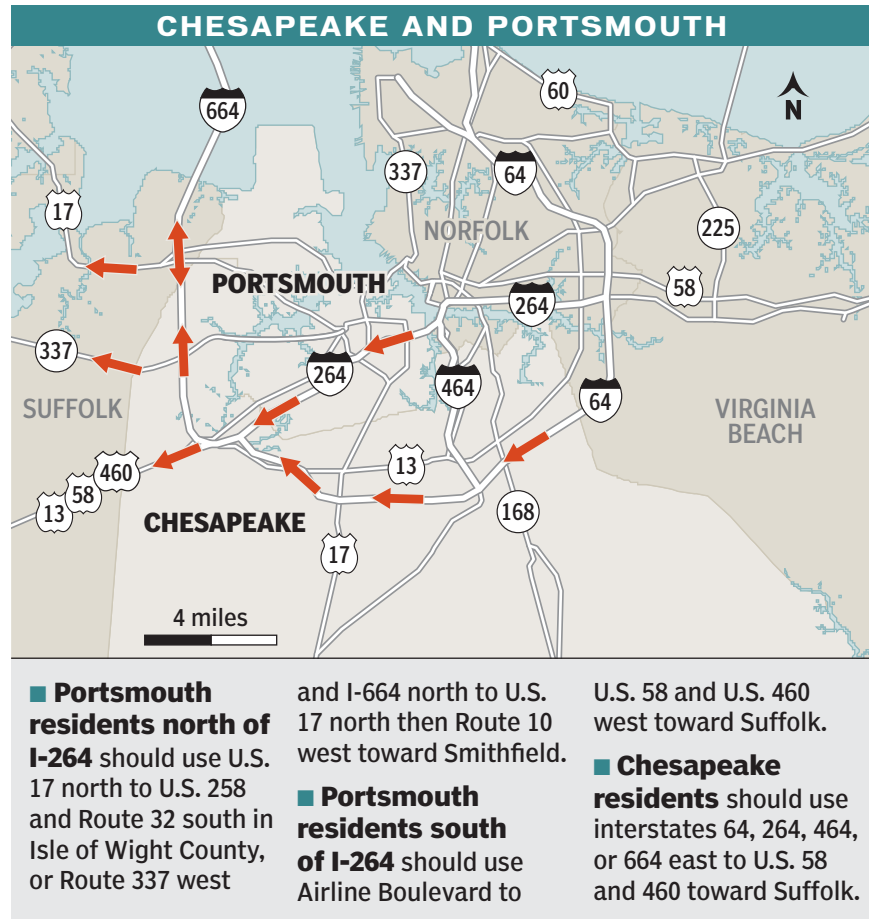 CHESAPEAKE AND PORTSMOUTH
664
60
N
337
64
17
225
NORFOLK
58
PORTSMOUTH
264
337
264
464
64
SUFFOLK
VIRGINIA
BEACH
13
460
58
13
168
CHESAPEAKE
17
4 miles
■ Portsmouth
residents north of
I-264 should use U.S.
17 north to U.S. 258
and Route 32 south in
Isle of Wight County,
or Route 337 west
and I-664 north to U.S.
17 north then Route 10
west toward Smithfield.
■ Portsmouth
residents south
of I-264 should use
Airline Boulevard to
U.S. 58 and U.S. 460
west toward Suffolk.
■ Chesapeake
residents should use
interstates 64, 264, 464,
or 664 east to U.S. 58
and 460 toward Suffolk.